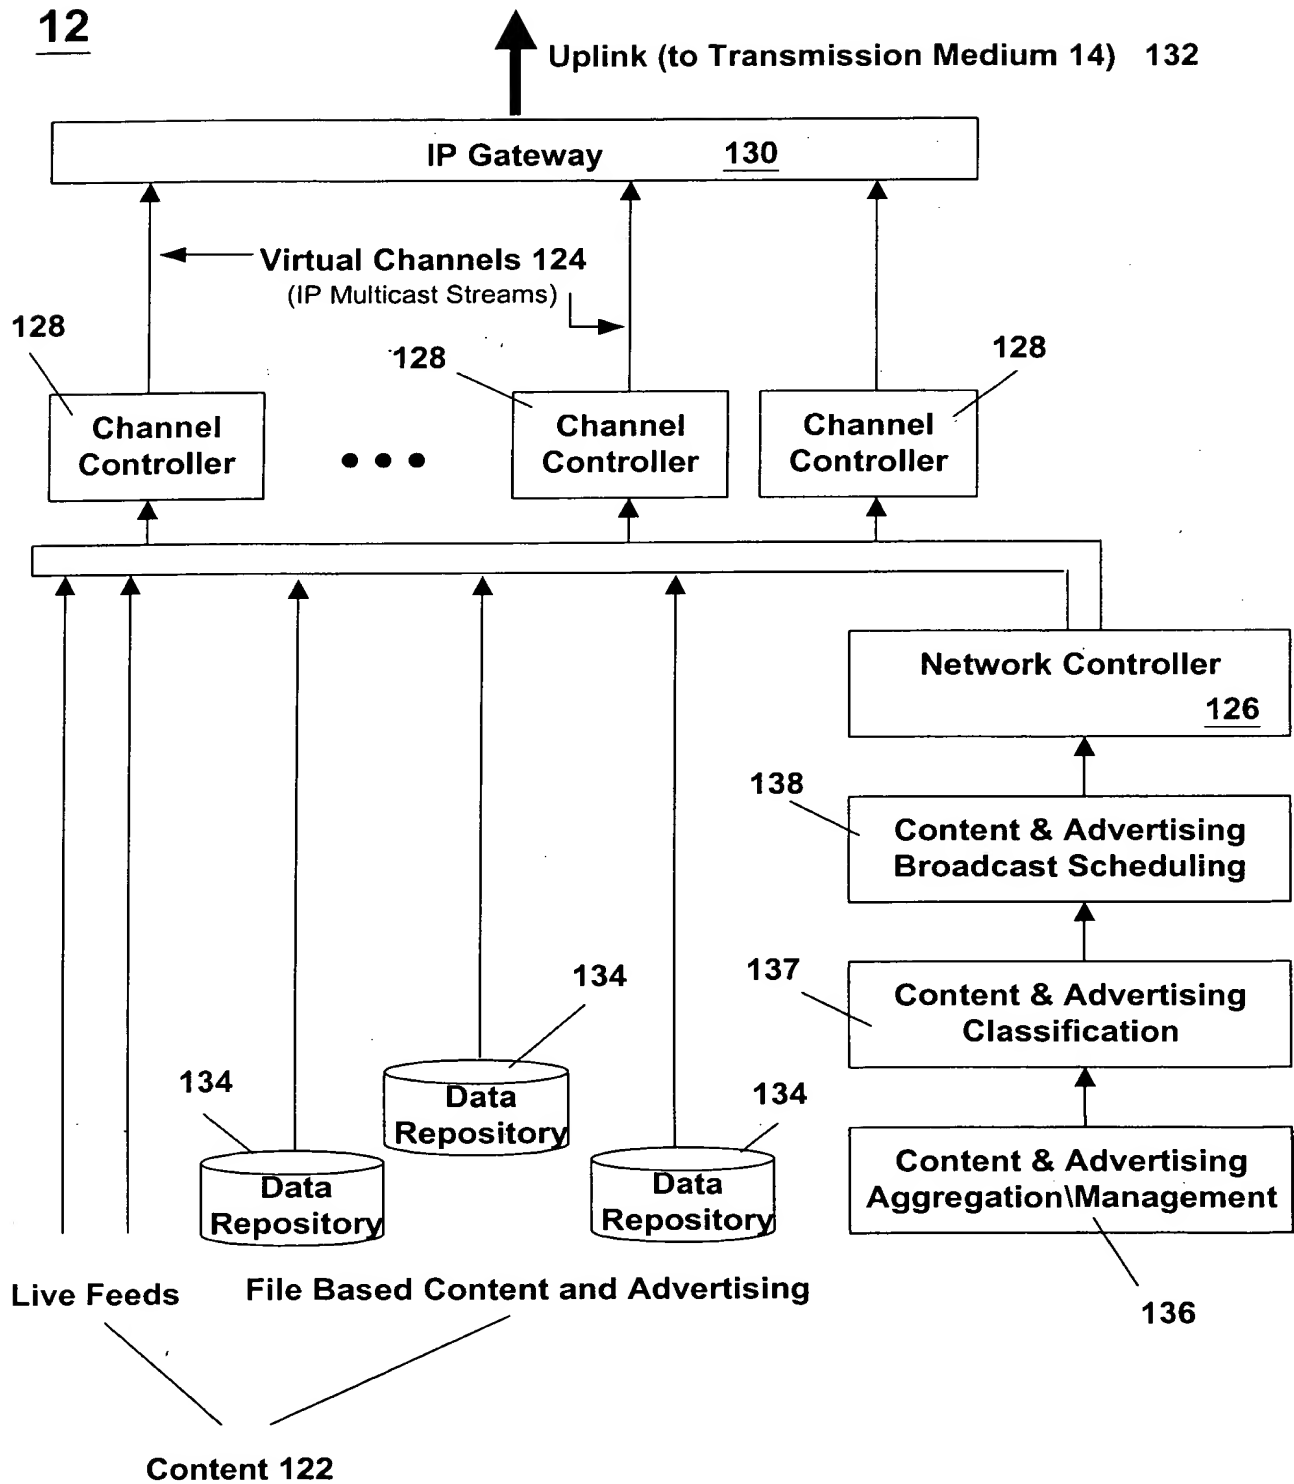 12
Uplink (to Transmission Medium 14) 132
IP Gateway 130
Virtual Channels 124
(IP Multicast Streams)
128
128
128
Channel
Controller
Channel
Controller
Channel
Controller
Network Controller
126
138
Content & Advertising
Broadcast Scheduling
137
Content & Advertising
Classification
134
134
134
Data
Repository
Data
Repository
Data
Repository
Content & Advertising
Aggregation\Management
136
Live Feeds
File Based Content and Advertising
Content 122